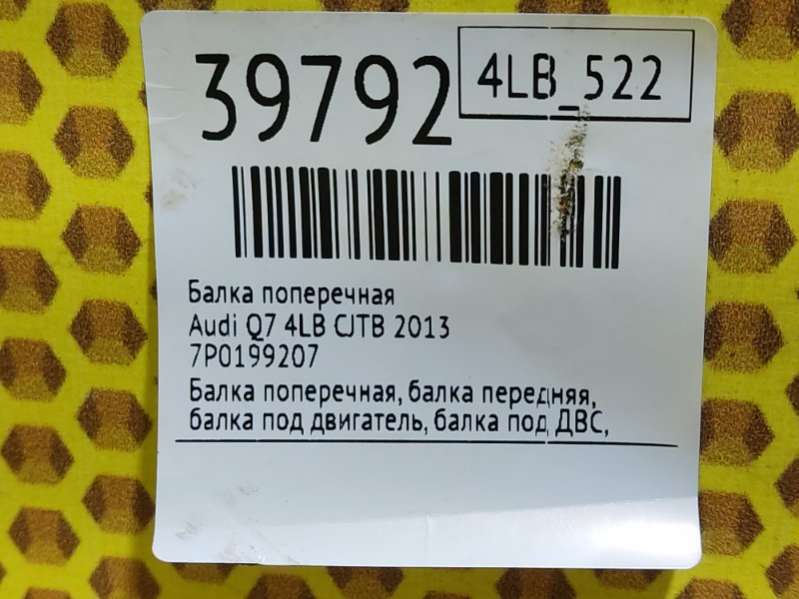 39792
4LB_522
Балка поперечная
Audi Q7 4LB CJTB 2013
7P0199207
Балка поперечная, балка передняя,
балка под двигатель, балка под ДВС,